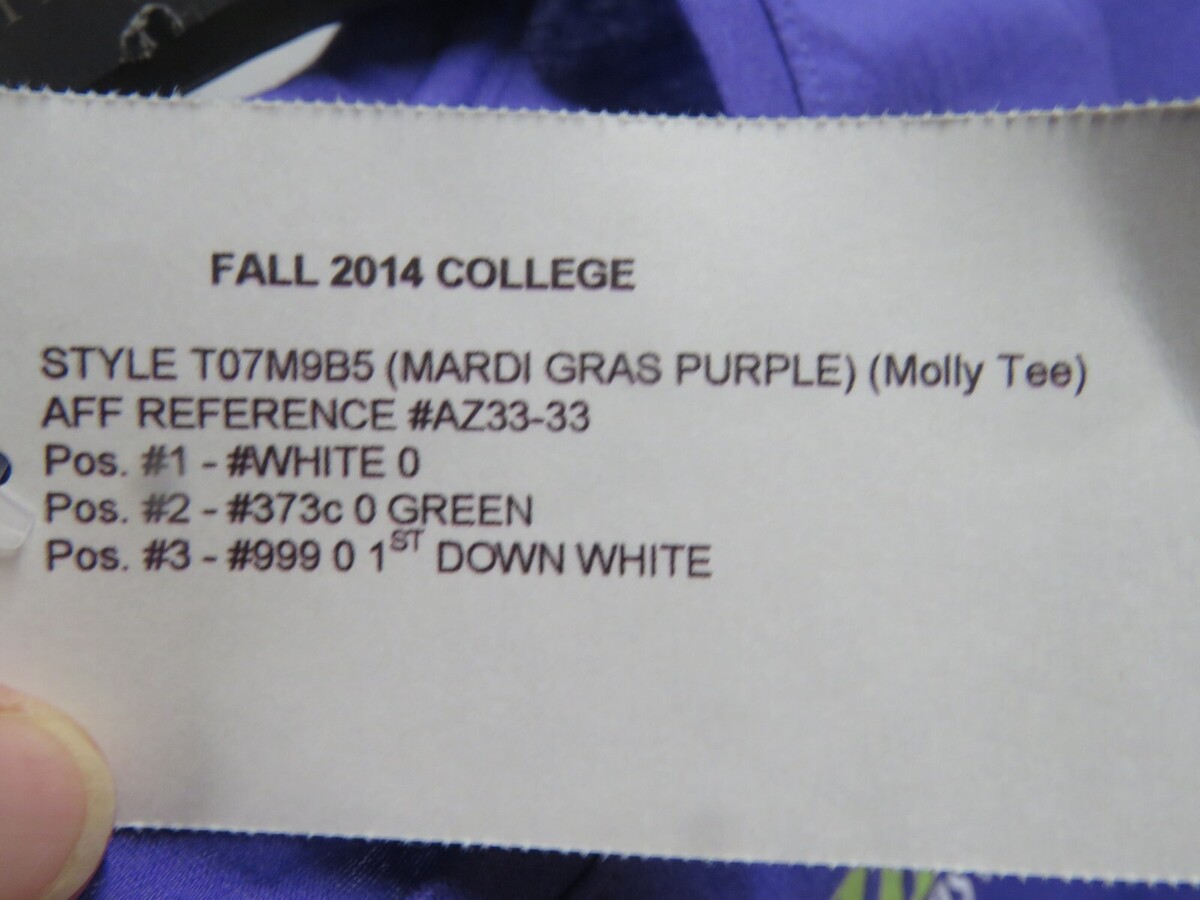 FALL 2014 COLLEGE
STYLE T07M9B5 (MARDI GRAS PURPLE) (Molly Tee)
AFF REFERENCE #AZ33-33
Pos. #1 - #WHITE 0
Pos. #2 - #373c 0 GREEN
Pos. #3 - #999 0 1ST DOWN WHITE